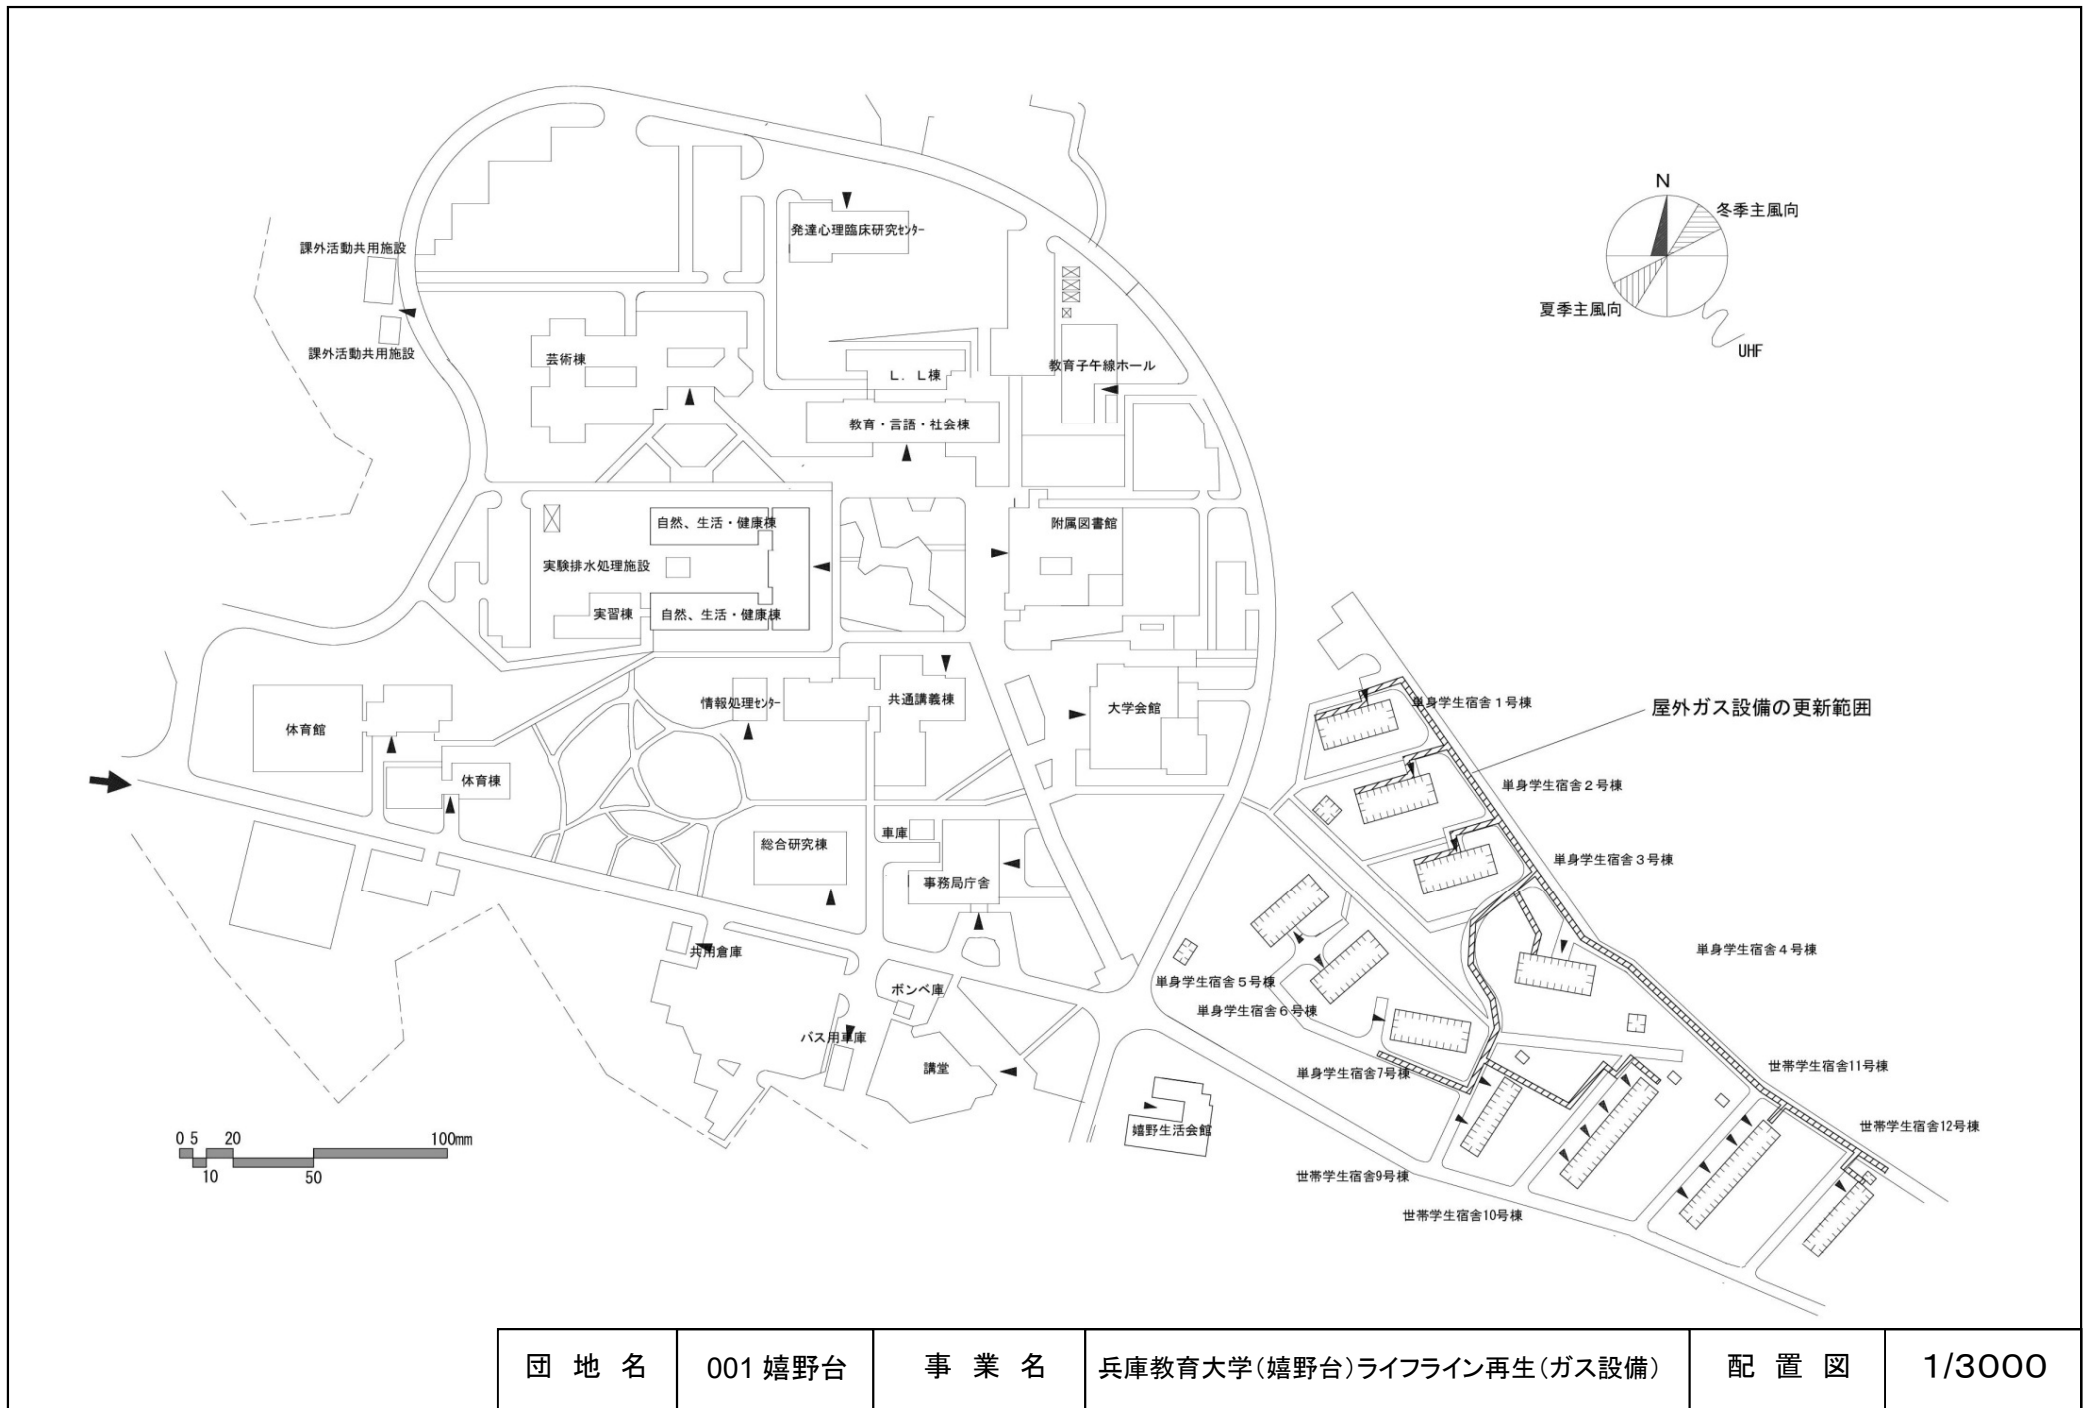 N
冬季主風向
夏季主風向
UHF
課外活動共用施設
課外活動共用施設
発達心理臨床研究センター
芸術棟
L. L棟
教育子午線ホール
教育・言語・社会棟
自然、生活・健康棟
附属図書館
実験排水処理施設
実習棟
自然、生活・健康棟
体育館
情報処理センター
共通講義棟
大学会館
単身学生宿舎1号棟
屋外ガス設備の更新範囲
体育棟
単身学生宿舎2号棟
総合研究棟
車庫
事務局庁舎
単身学生宿舎3号棟
共用倉庫
単身学生宿舎4号棟
ボンベ庫
単身学生宿舎5号棟
単身学生宿舎6号棟
バス用車庫
講堂
単身学生宿舎7号棟
世帯学生宿舎11号棟
嬉野生活会館
世帯学生宿舎12号棟
世帯学生宿舎9号棟
世帯学生宿舎10号棟
0 5 20 100mm
10 50
団地名 001 嬉野台 事業名 兵庫教育大学(嬉野台)ライフライン再生(ガス設備) 配置図 1/3000